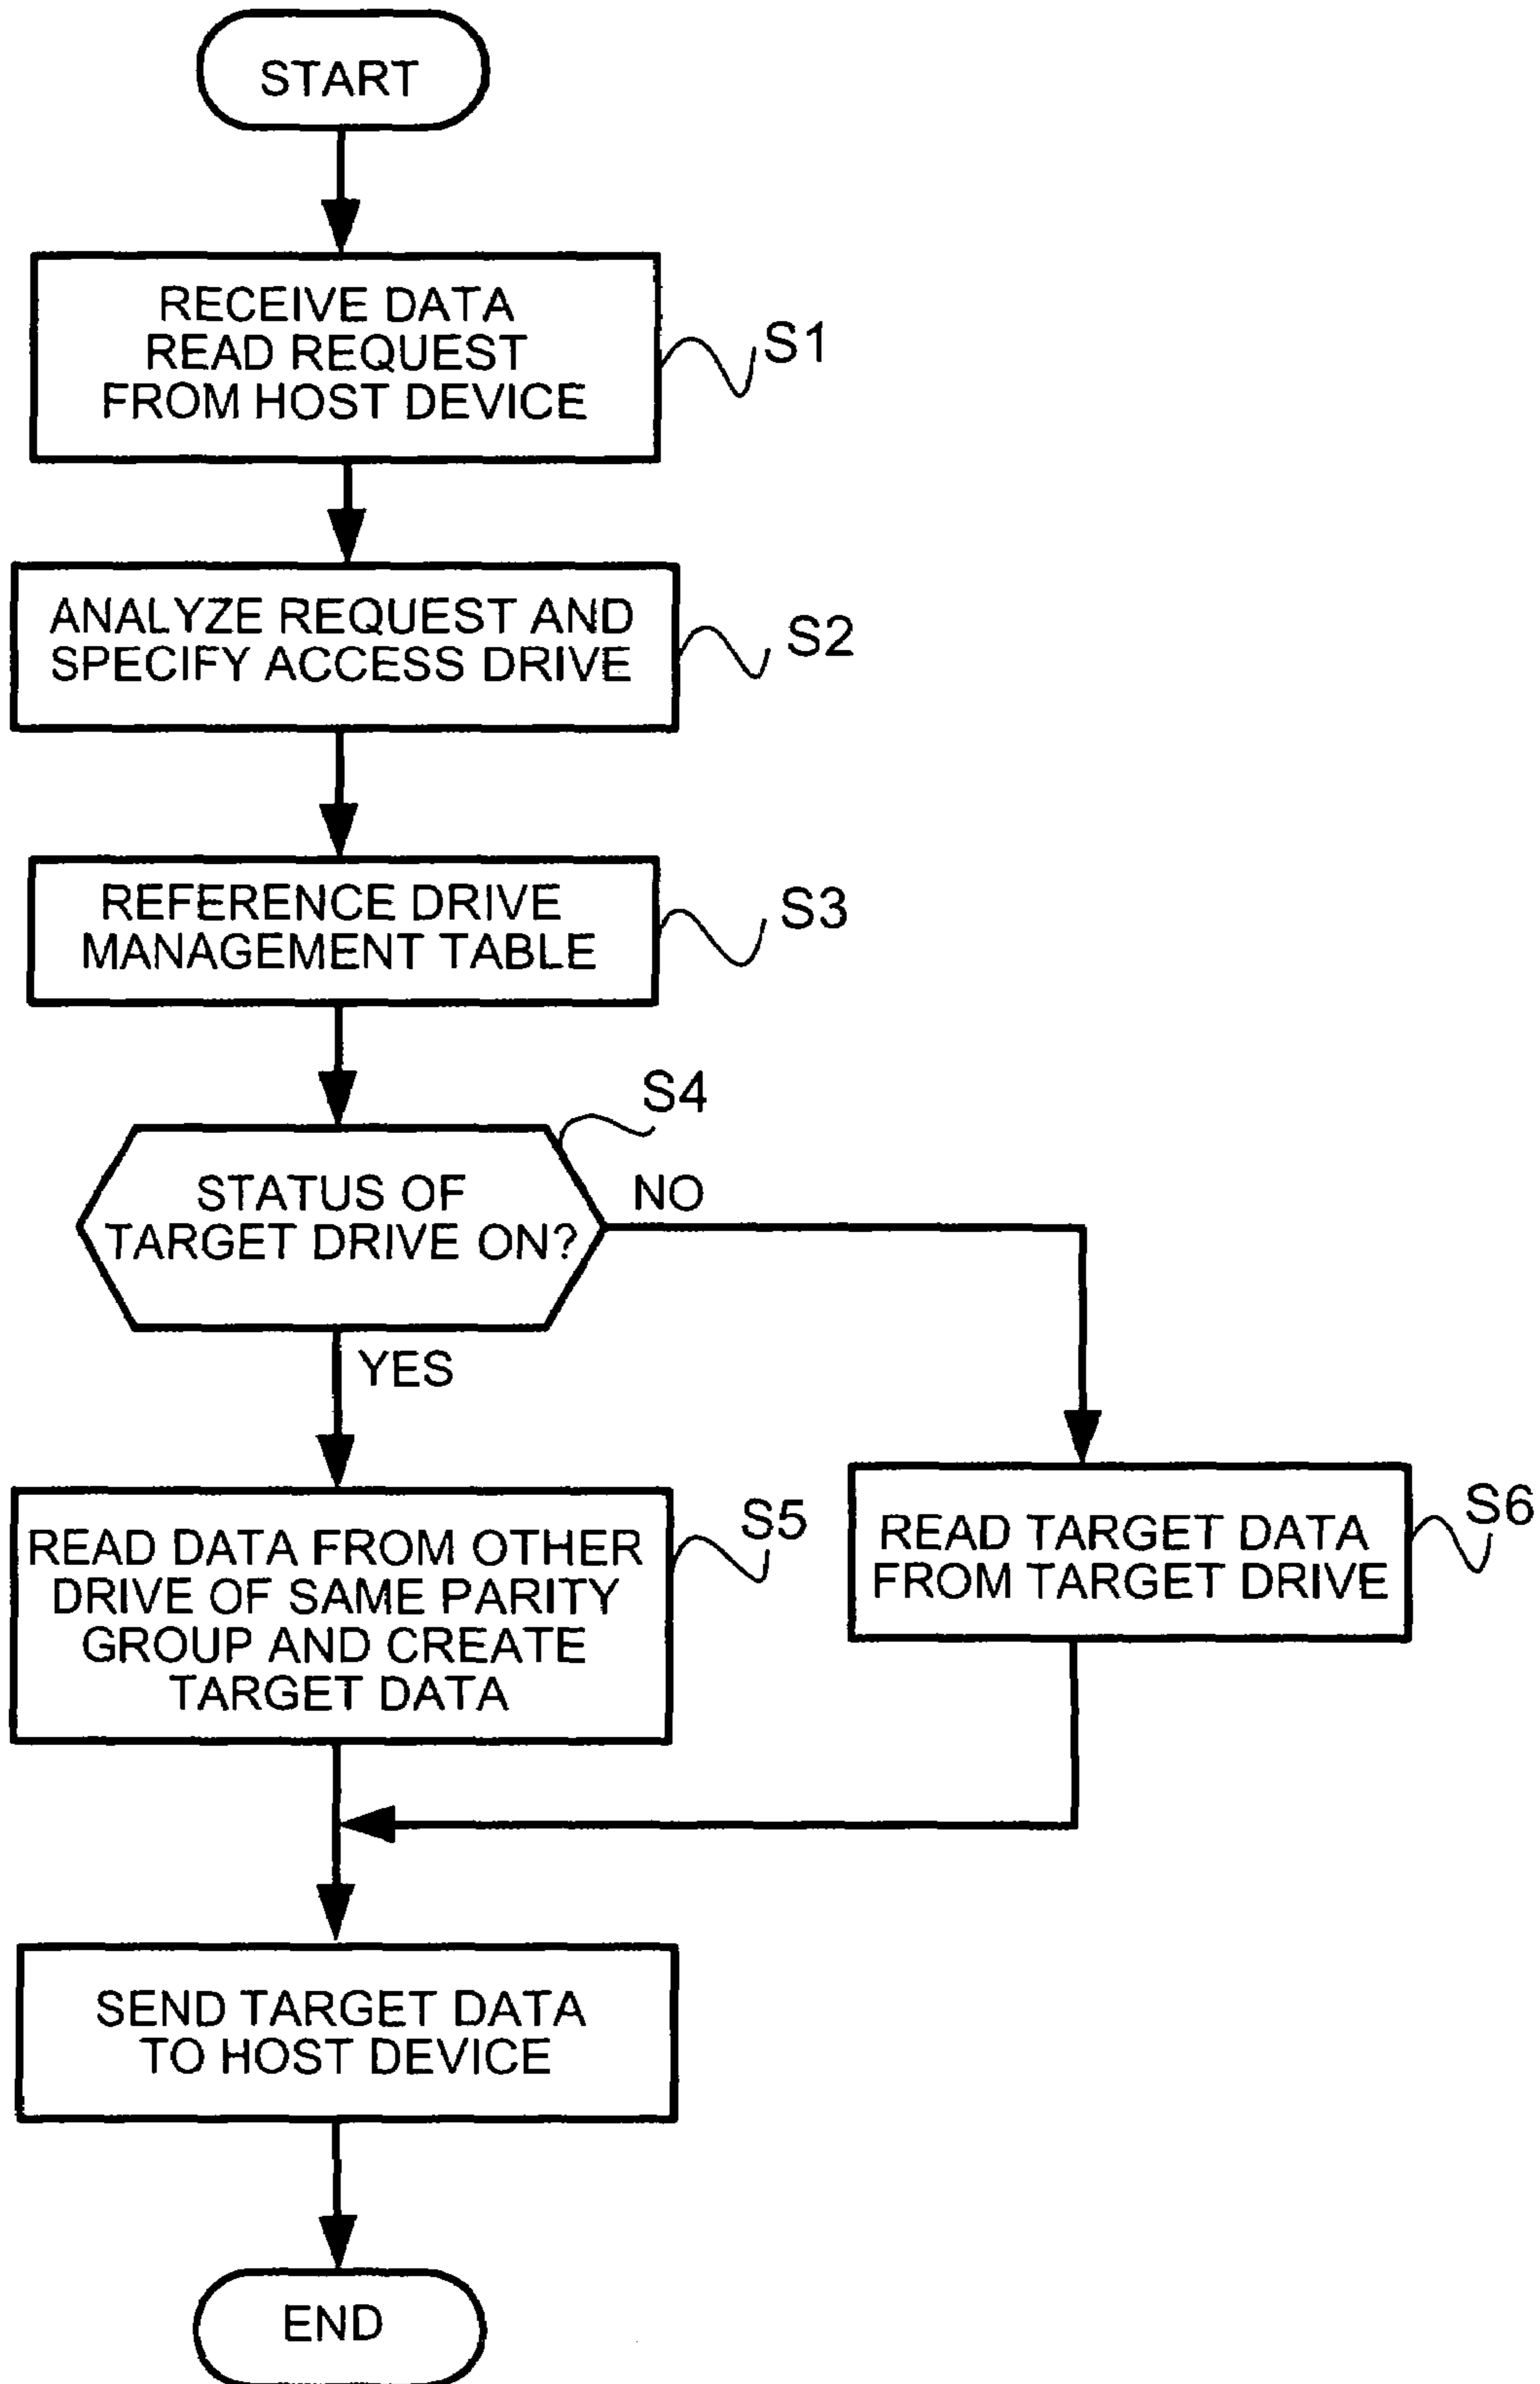 START
RECEIVE DATA
READ REQUEST
FROM HOST DEVICE
S1
ANALYZE REQUEST AND
SPECIFY ACCESS DRIVE
S2
REFERENCE DRIVE
MANAGEMENT TABLE
S3
S4
STATUS OF
TARGET DRIVE ON?
NO
YES
READ DATA FROM OTHER
DRIVE OF SAME PARITY
GROUP AND CREATE
TARGET DATA
S5
READ TARGET DATA
FROM TARGET DRIVE
S6
SEND TARGET DATA
TO HOST DEVICE
END